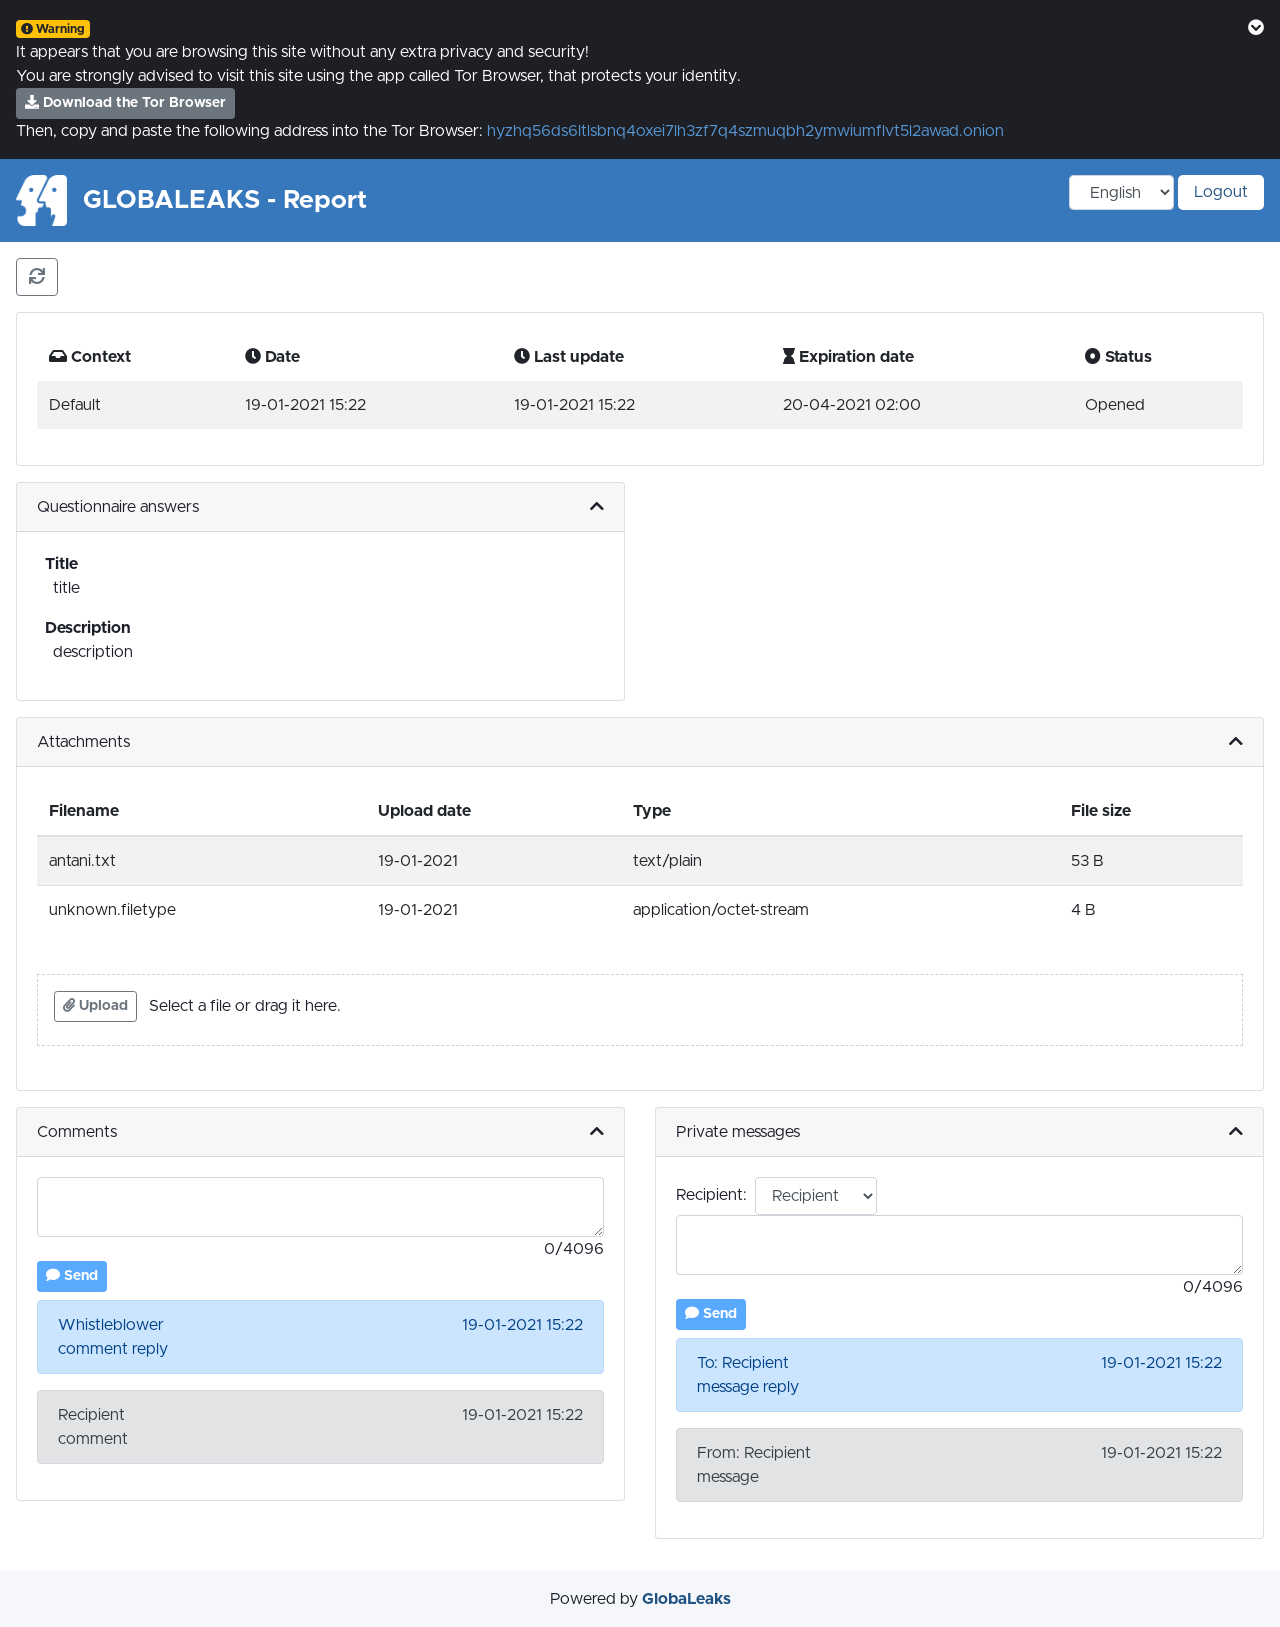 Warning
It appears that you are browsing this site without any extra privacy and security!
You are strongly advised to visit this site using the app called Tor Browser, that protects your identity.
Download the Tor Browser
Then, copy and paste the following address into the Tor Browser: hyzhq56ds6ltlsbnq4oxei7lh3zf7q4szmuqbh2ymwiumflvt5l2awad.onion
GLOBALEAKS - Report
English
Logout
Context Date Last update Expiration date Status
Default 19-01-2021 15:22 19-01-2021 15:22 20-04-2021 02:00 Opened
Questionnaire answers
Title
title
Description
description
Attachments
Filename Upload date Type File size
antani.txt 19-01-2021 text/plain 53 B
unknown.filetype 19-01-2021 application/octet-stream 4 B
Upload Select a file or drag it here.
Comments
0/4096
Send
Whistleblower 19-01-2021 15:22
comment reply
Recipient 19-01-2021 15:22
comment
Private messages
Recipient: Recipient
0/4096
Send
To: Recipient 19-01-2021 15:22
message reply
From: Recipient 19-01-2021 15:22
message
Powered by GlobaLeaks